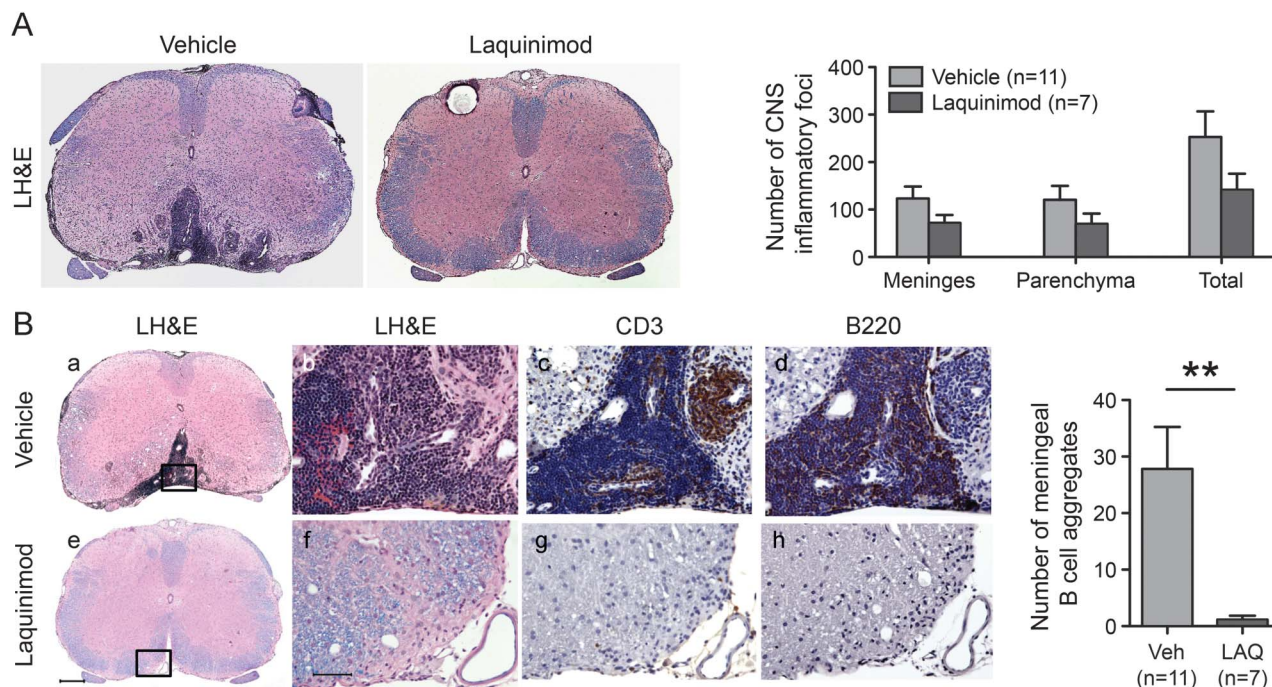 A
Vehicle
Laquinimod
LH&E
Number of CNS
inflammatory foci
400
300
200
100
0
Vehicle (n=11)
Laquinimod (n=7)
Meninges
Parenchyma
Total
B
LH&E
LH&E
CD3
B220
Vehicle
a
b
c
d
Laquinimod
e
f
g
h
Number of meningeal
B cell aggregates
**
40
30
20
10
0
Veh
(n=11)
LAQ
(n=7)